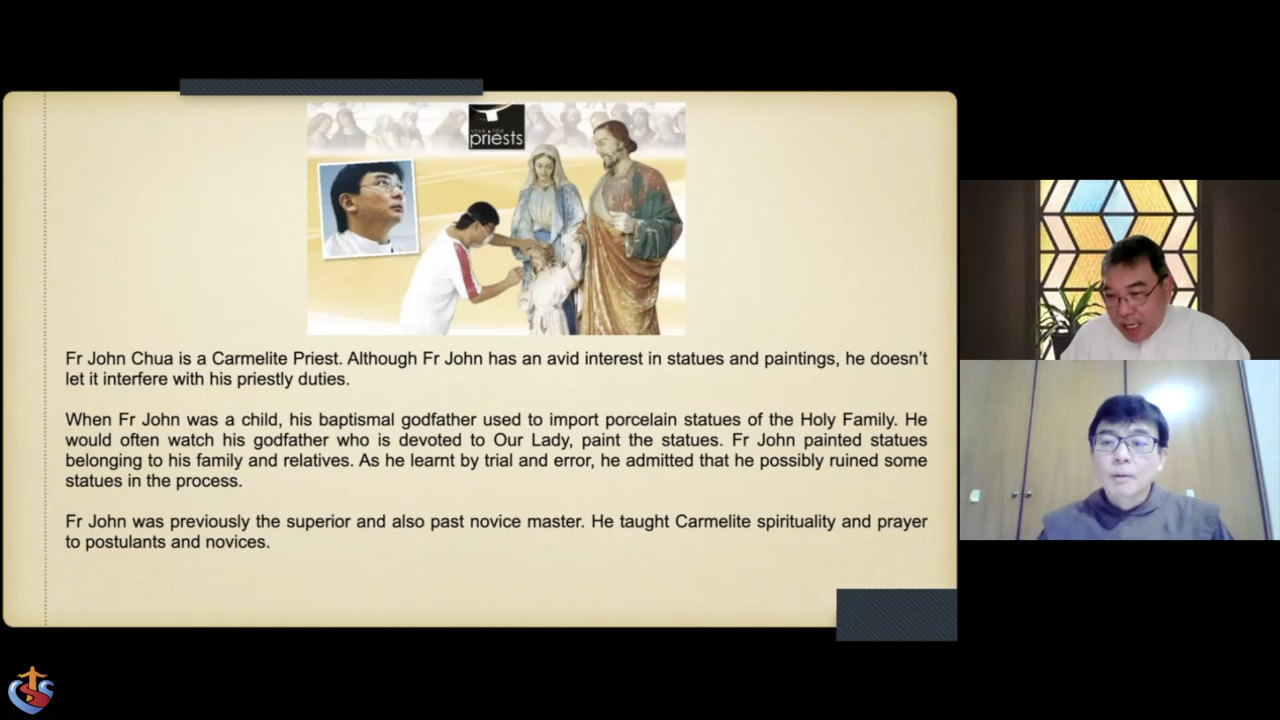 YEAR FOR
priests
Fr John Chua is a Carmelite Priest. Although Fr John has an avid interest in statues and paintings, he doesn't
let it interfere with his priestly duties.
When Fr John was a child, his baptismal godfather used to import porcelain statues of the Holy Family. He
would often watch his godfather who is devoted to Our Lady, paint the statues. Fr John painted statues
belonging to his family and relatives. As he learnt by trial and error, he admitted that he possibly ruined some
statues in the process.
Fr John was previously the superior and also past novice master. He taught Carmelite spirituality and prayer
to postulants and novices.